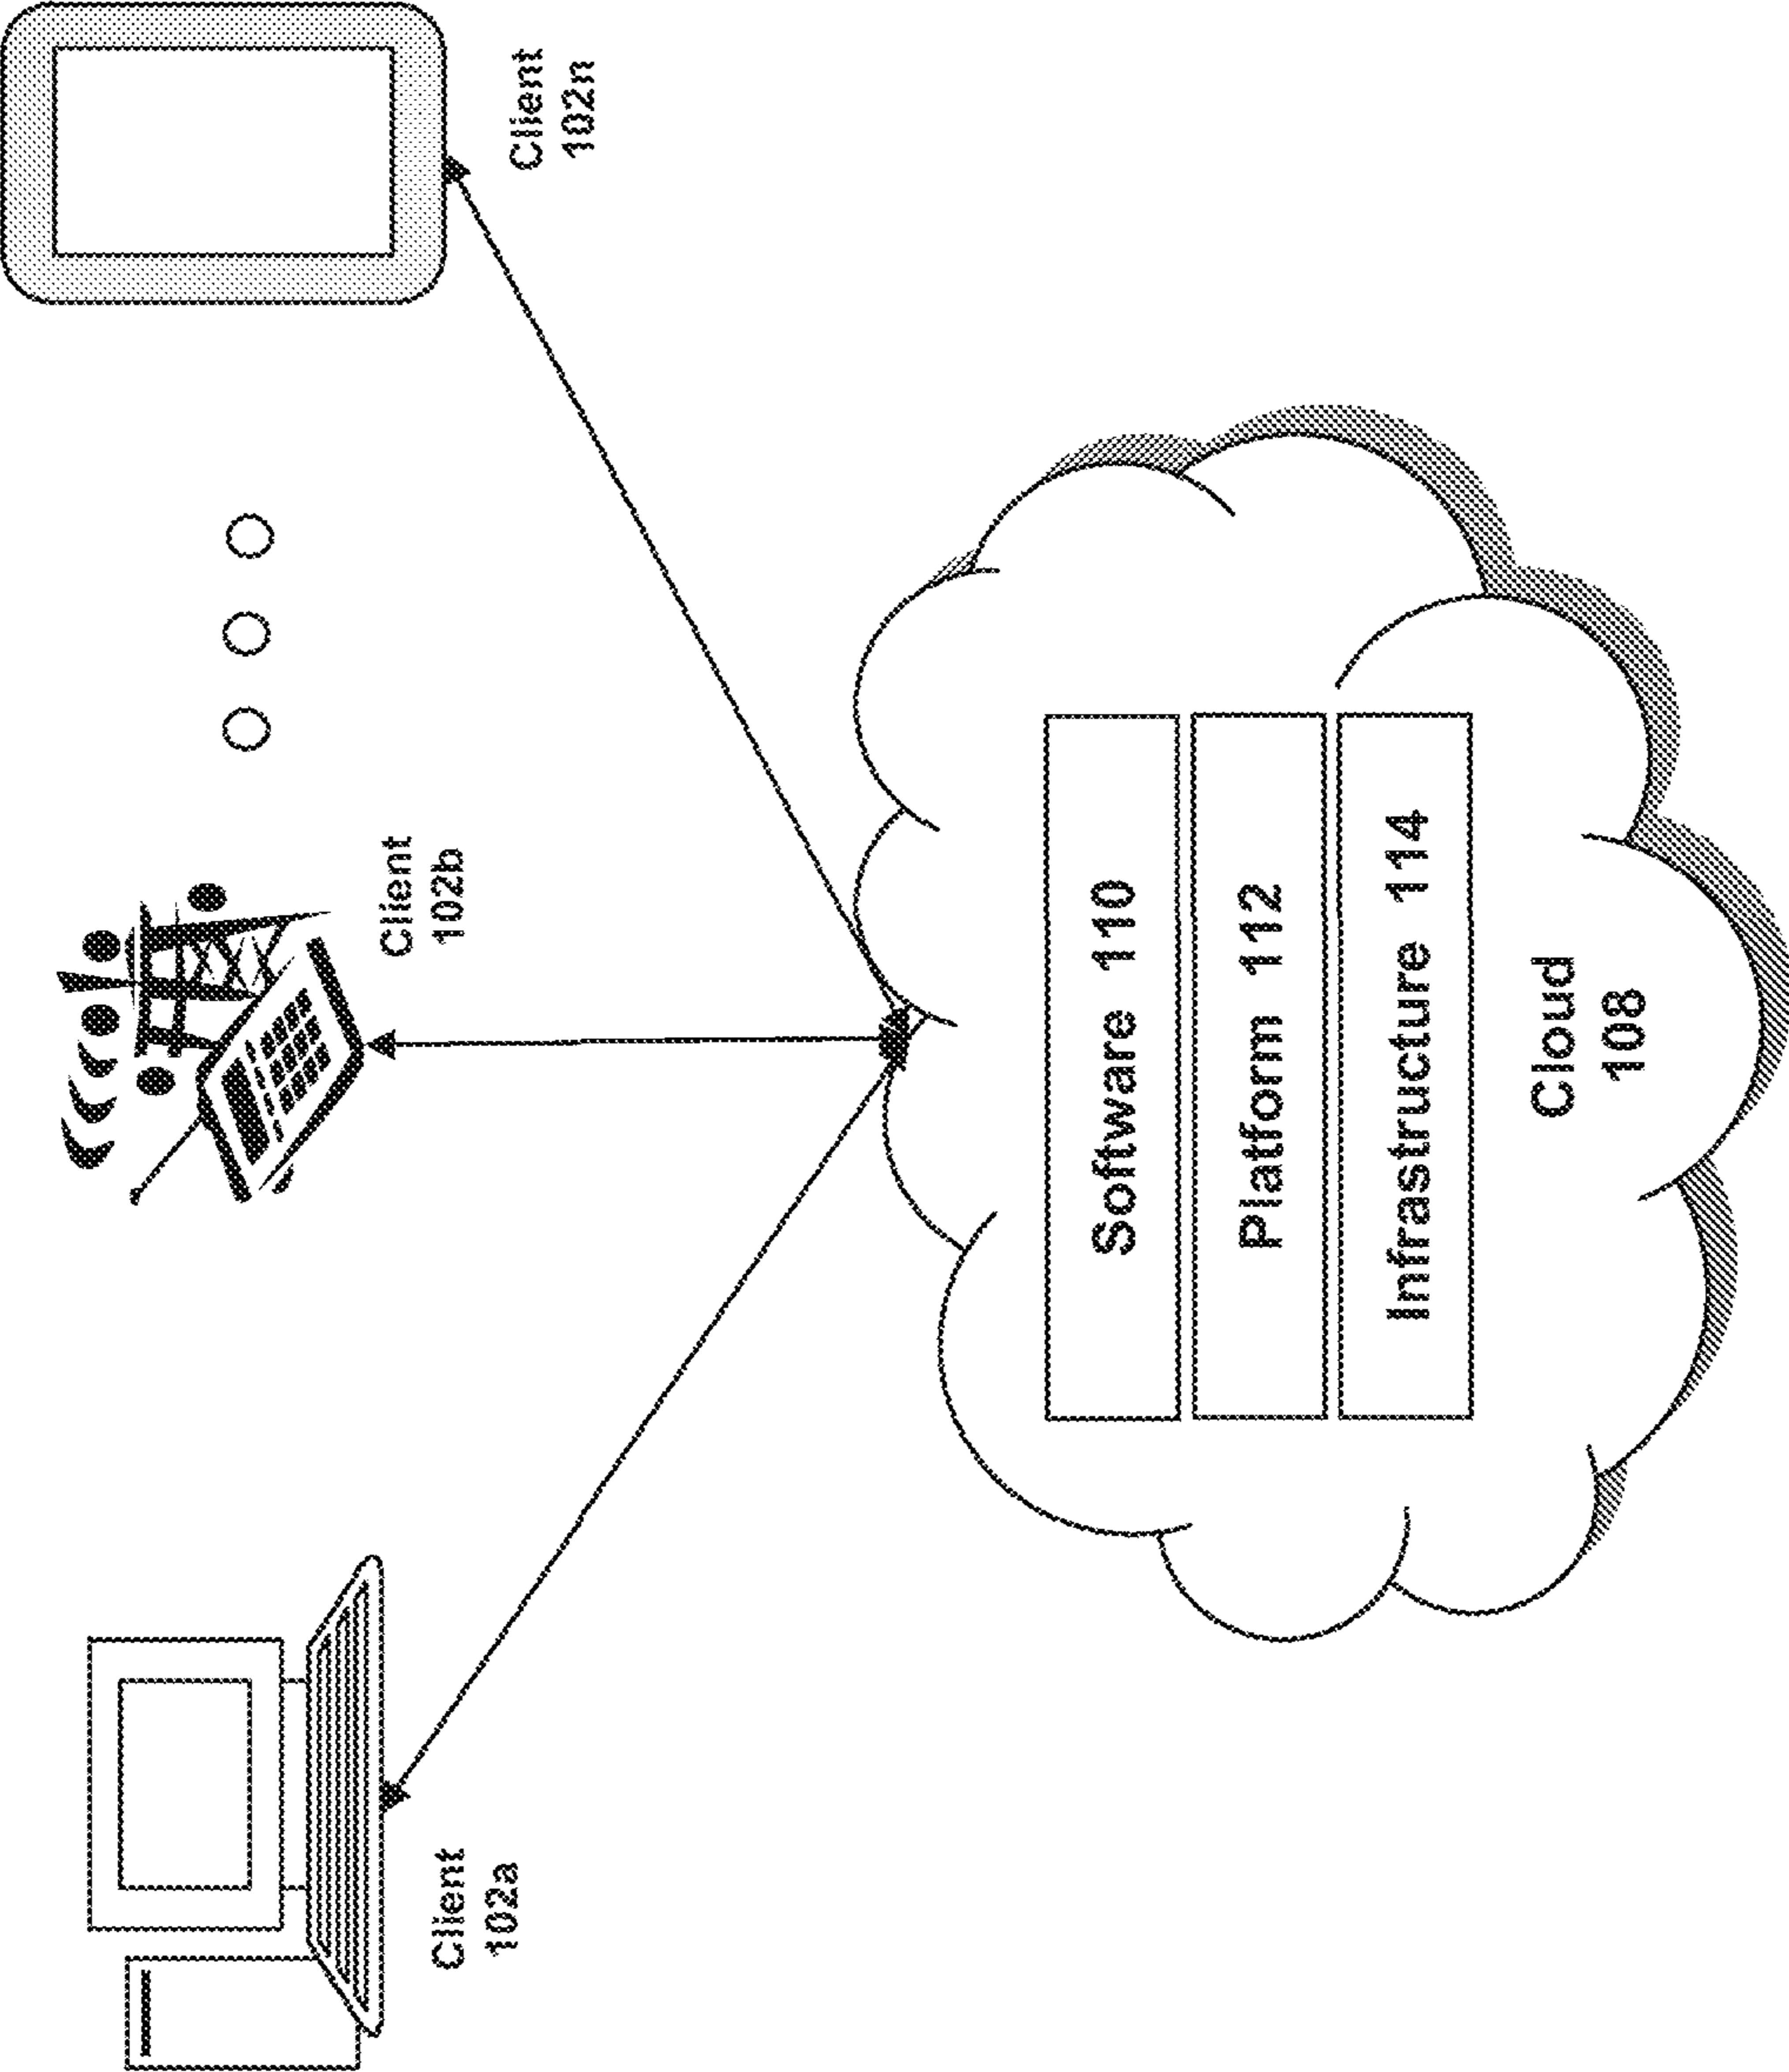 Client
102a
Client
102b
Client
102n
Software 110
Platform 112
Infrastructure 114
Cloud
108